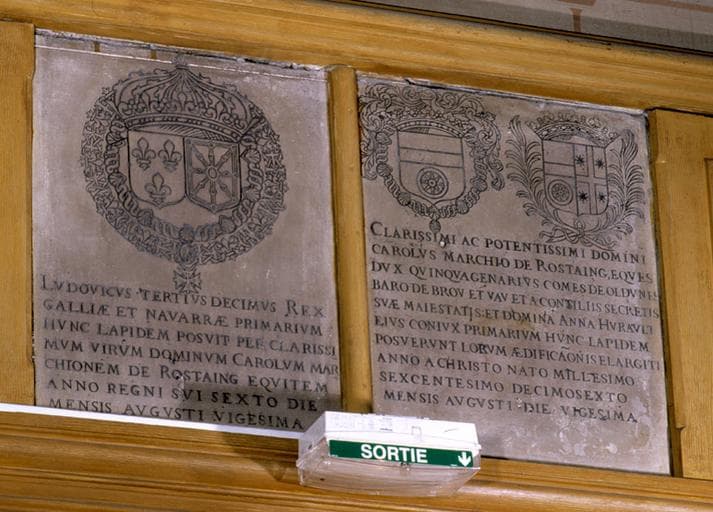 LVDOVICVS TERTIVS DECIMVS REX
GALLIÆ ET NAVARRÆ PRIMARIVM
HVNC LAPIDEM POSVIT PER CLARISSI
MVM VIRVM DOMINVM CAROLVM MAR
CHIONEM DE ROSTAING EQVITEM
ANNO REGNI SVI SEXTO DIE
MENSIS AVGVSTI VIGESIMA
CLARISSIMI AC POTENTISSIMI DOMINI
CAROLVS MARCHIO DE ROSTAING, EQVES
DVX QVINQVAGENARIVS COMES DE
BARO DE BROV ET VAV ET A CONSILIIS SECRETIS
SVÆ MAIESTATIS: ET DOMINA ANNA HVRAVLT
EIVS CONIVX PRIMARIVM HVNC LAPIDEM
POSVERVNT ELARGITI
ANNO A CHRISTO NATO MILLESIMO
SEXCENTESIMO DECIMOSEXTO
MENSIS AVGVSTI DIE VIGESIMA
SORTIE